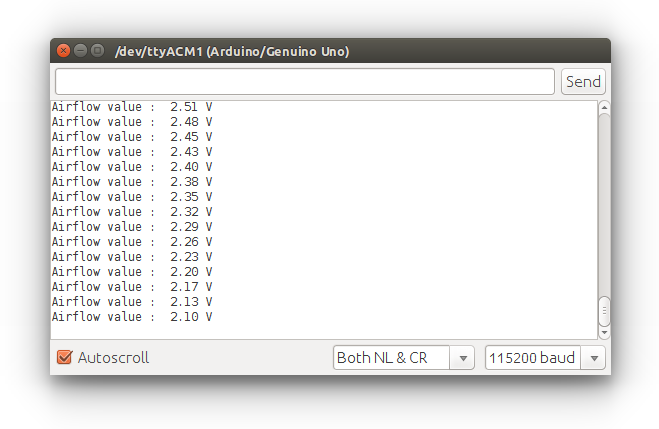 /dev/ttyACM1 (Arduino/Genuino Uno)
Send
Airflow value :  2.51 V
Airflow value :  2.48 V
Airflow value :  2.45 V
Airflow value :  2.43 V
Airflow value :  2.40 V
Airflow value :  2.38 V
Airflow value :  2.35 V
Airflow value :  2.32 V
Airflow value :  2.29 V
Airflow value :  2.26 V
Airflow value :  2.23 V
Airflow value :  2.20 V
Airflow value :  2.17 V
Airflow value :  2.13 V
Airflow value :  2.10 V
Autoscroll Both NL & CR 115200 baud